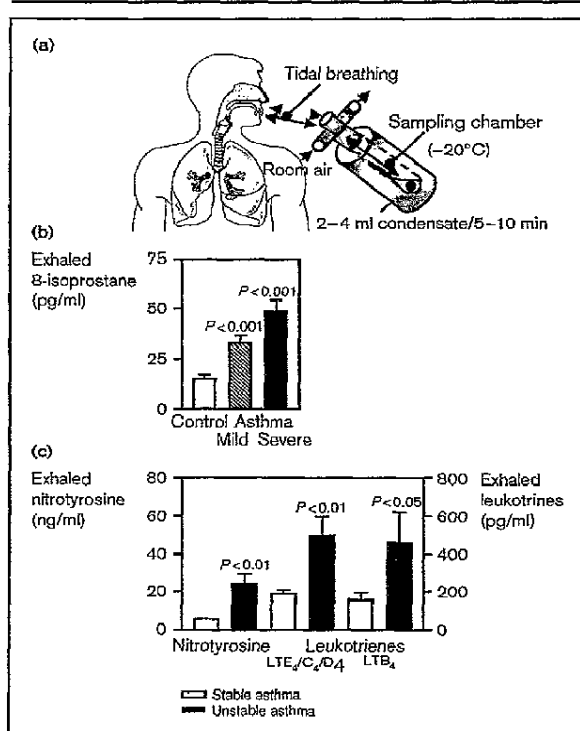 (a)
Tidal breathing
Sampling chamber
(−20°C)
Room air
2−4 ml condensate/5−10 min
(b)
Exhaled
8-isoprostane
(pg/ml)
75
50
25
0
P<0.001
P<0.001
Control Asthma
Mild Severe
(c)
Exhaled
nitrotyrosine
(ng/ml)
80
60
40
20
0
P<0.01
P<0.01
P<0.05
800
600
400
200
0
Exhaled
leukotrines
(pg/ml)
Nitrotyrosine Leukotrienes
LTE4/C4/D4 LTB4
Stable asthma
Unstable asthma